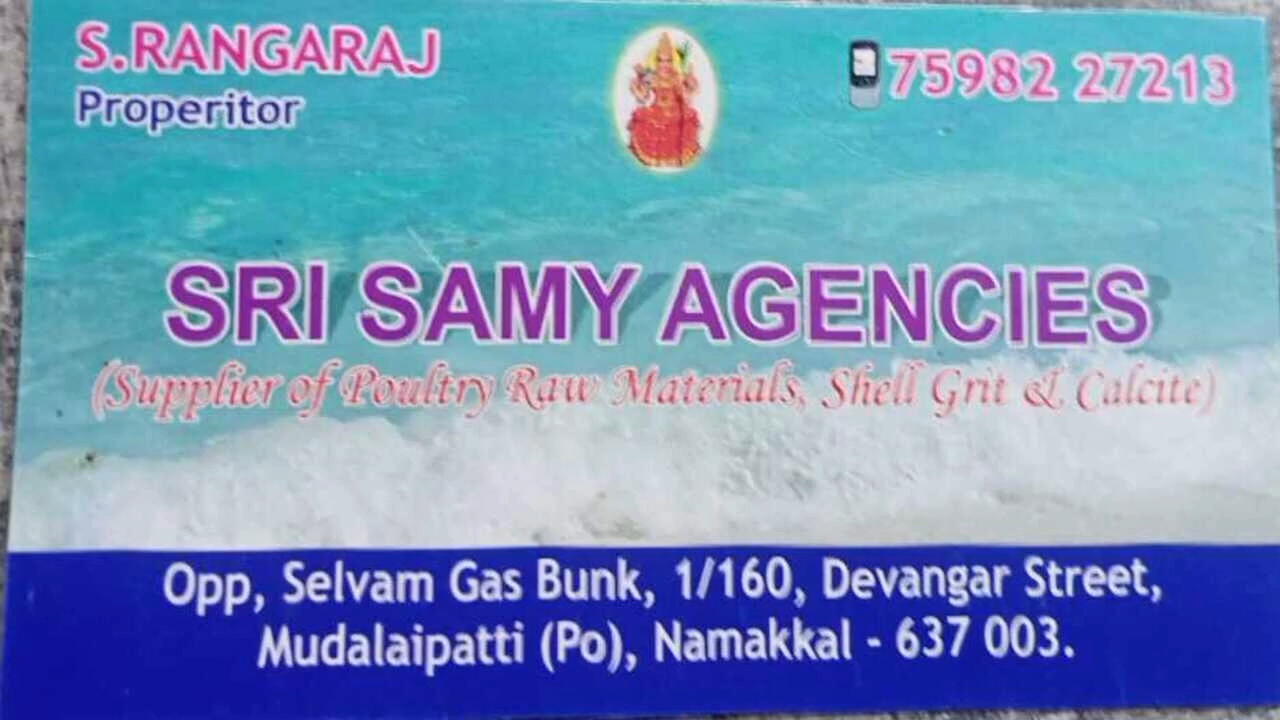 S.RANGARAJ
Properitor
75982 27213
SRI SAMY AGENCIES
(Supplier of Poultry Raw Materials, Shell Grit & Calcite)
Opp, Selvam Gas Bunk, 1/160, Devangar Street,
Mudalaipatti (Po), Namakkal - 637 003.